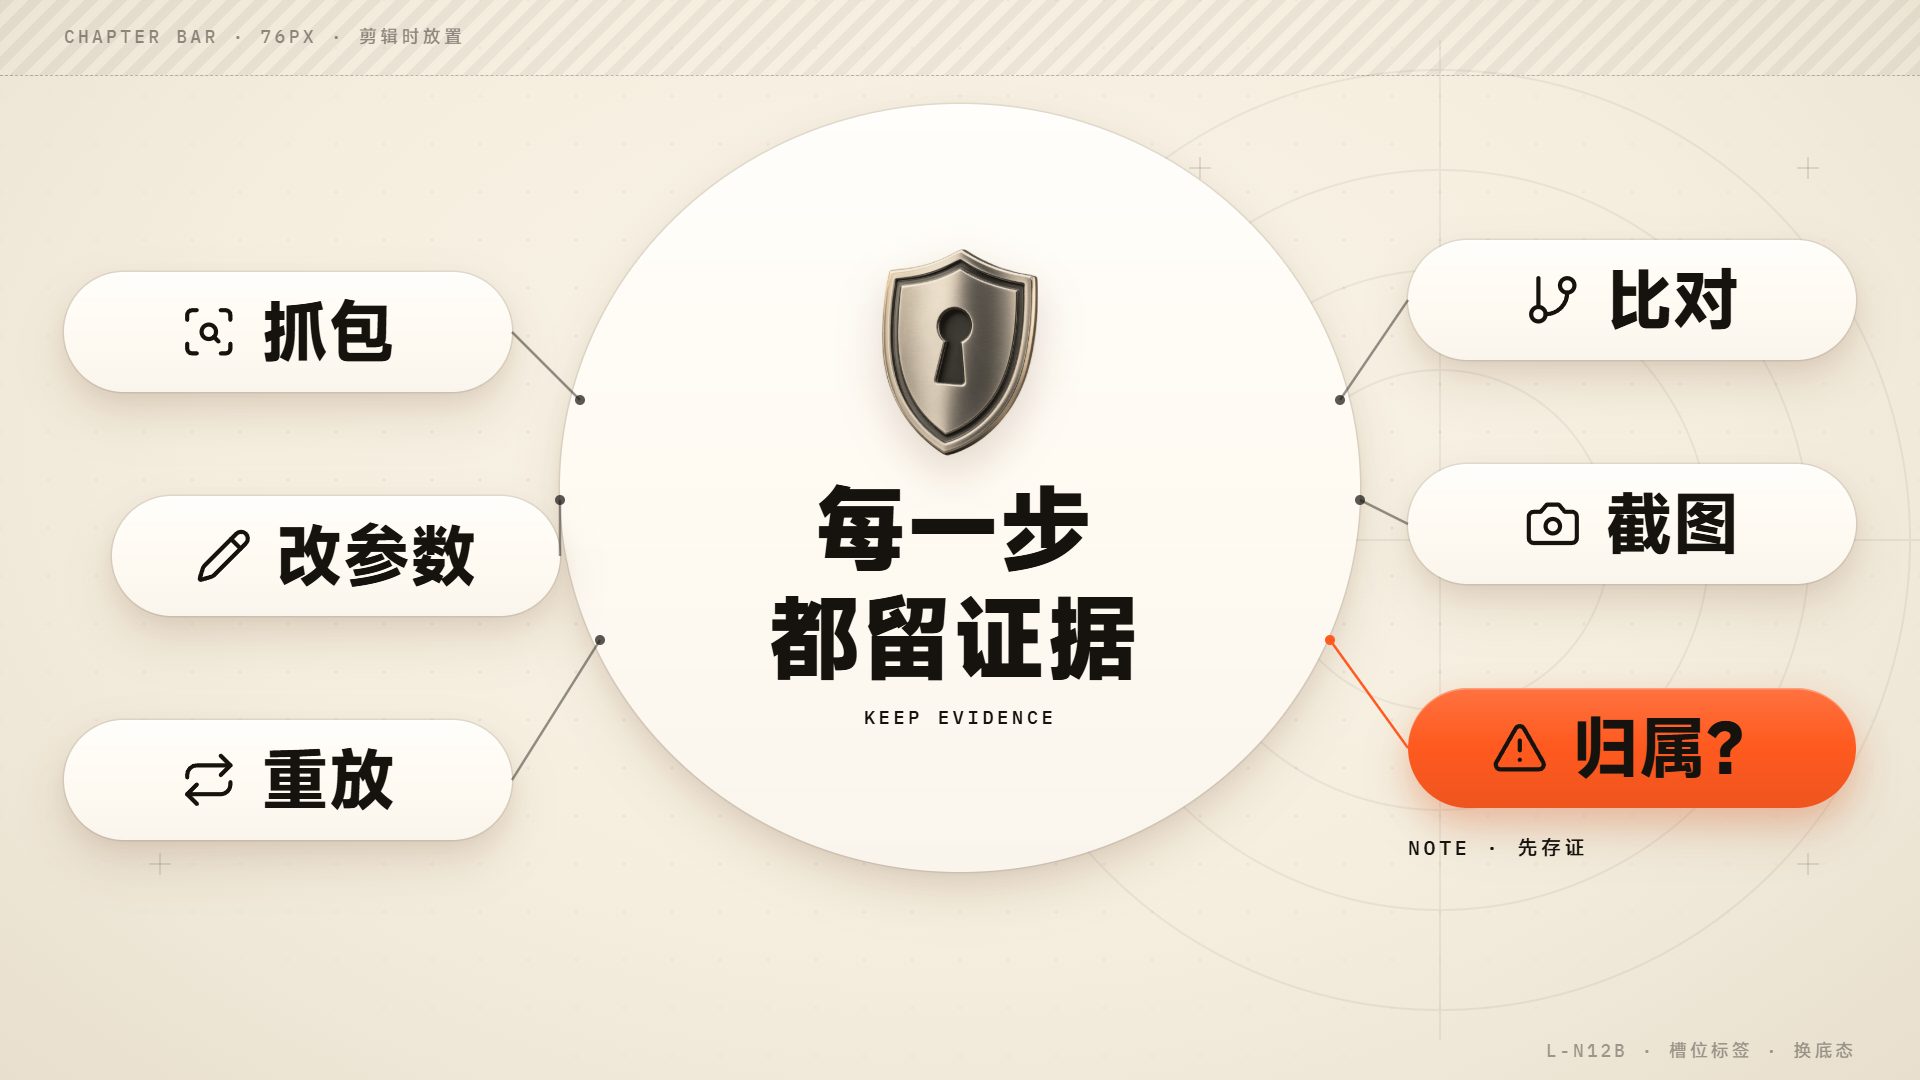 CHAPTER BAR · 76PX · 剪辑时放置
抓包
改参数
重放
每一步
都留证据
KEEP EVIDENCE
比对
截图
归属?
NOTE · 先存证
L-N12B · 槽位标签 · 换底态